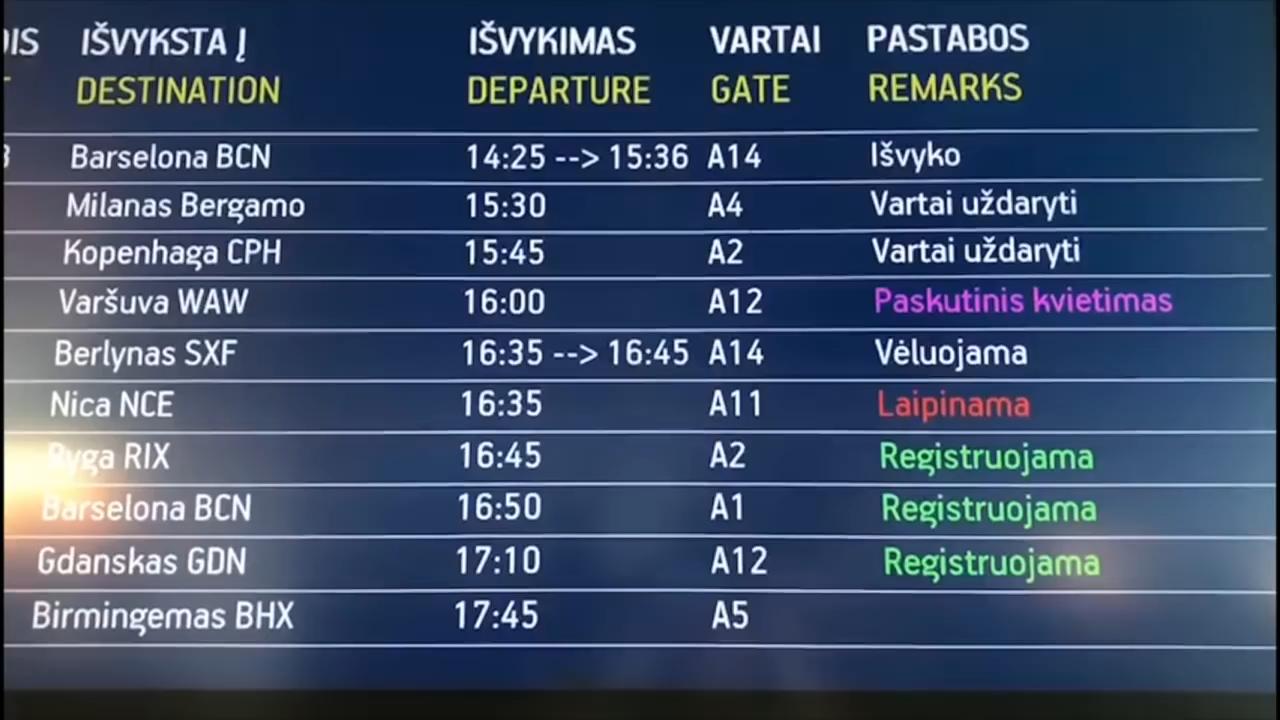 IŠVYKSTA Į IŠVYKIMAS VARTAI PASTABOS
DESTINATION DEPARTURE GATE REMARKS
Barselona BCN 14:25 --> 15:36 A14 Išvyko
Milanas Bergamo 15:30 A4 Vartai uždaryti
Kopenhaga CPH 15:45 A2 Vartai uždaryti
Varšuva WAW 16:00 A12 Paskutinis kvietimas
Berlynas SXF 16:35 --> 16:45 A14 Vėluojama
Nica NCE 16:35 A11 Laipinama
Ryga RIX 16:45 A2 Registruojama
Barselona BCN 16:50 A1 Registruojama
Gdanskas GDN 17:10 A12 Registruojama
Birmingemas BHX 17:45 A5